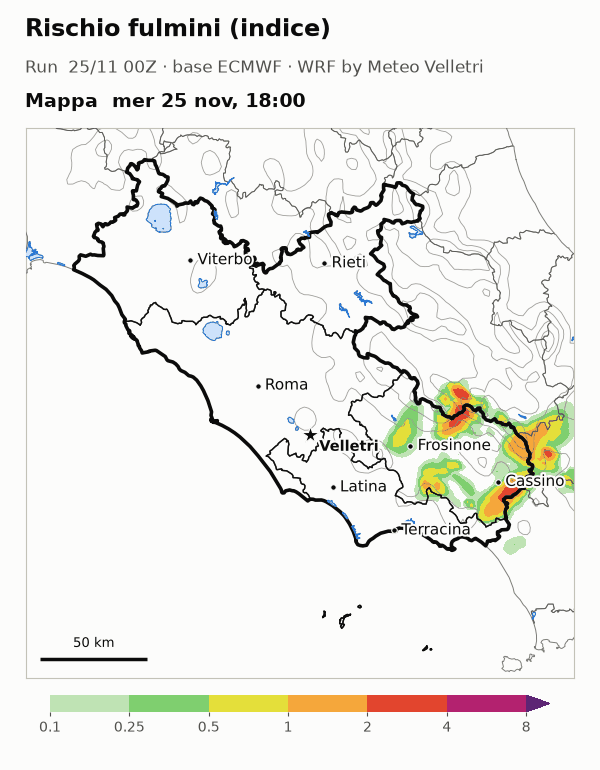 Rischio fulmini (indice)
Run  25/11 00Z · base ECMWF · WRF by Meteo Velletri
Mappa  mer 25 nov, 18:00
Viterbo
Rieti
Roma
Velletri
Frosinone
Latina
Cassino
Terracina
50 km
0.1 0.25 0.5 1 2 4 8